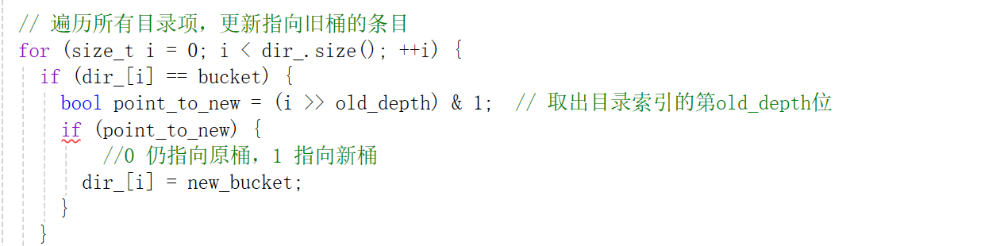 // 遍历所有目录项，更新指向旧桶的条目
for (size_t i = 0; i < dir_.size(); ++i) {
if (dir_[i] == bucket) {
bool point_to_new = (i >> old_depth) & 1;  // 取出目录索引的第old_depth位
if (point_to_new) {
//0 仍指向原桶，1 指向新桶
dir_[i] = new_bucket;
}
}